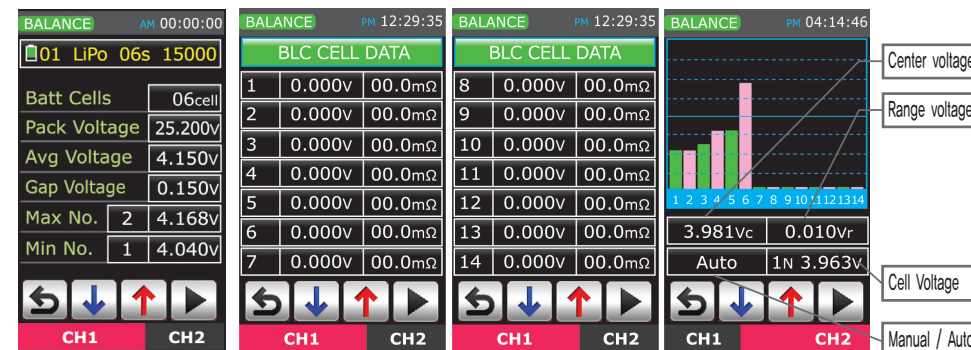 BALANCE AM 00:00:00
01 LiPo 06s 15000
Batt Cells 06cell
Pack Voltage 25.200v
Avg Voltage 4.150v
Gap Voltage 0.150v
Max No. 2 4.168v
Min No. 1 4.040v
CH1 CH2
BALANCE PM 12:29:35
BLC CELL DATA
1 0.000v 00.0mΩ
2 0.000v 00.0mΩ
3 0.000v 00.0mΩ
4 0.000v 00.0mΩ
5 0.000v 00.0mΩ
6 0.000v 00.0mΩ
7 0.000v 00.0mΩ
CH1 CH2
BALANCE PM 12:29:35
BLC CELL DATA
8 0.000v 00.0mΩ
9 0.000v 00.0mΩ
10 0.000v 00.0mΩ
11 0.000v 00.0mΩ
12 0.000v 00.0mΩ
13 0.000v 00.0mΩ
14 0.000v 00.0mΩ
CH1 CH2
BALANCE PM 04:14:46
1 2 3 4 5 6 7 8 9 10 11 12 13 14
3.981Vc 0.010Vr
Auto 1N 3.963v
CH1 CH2
Center voltage
Range voltage
Cell Voltage
Manual / Auto